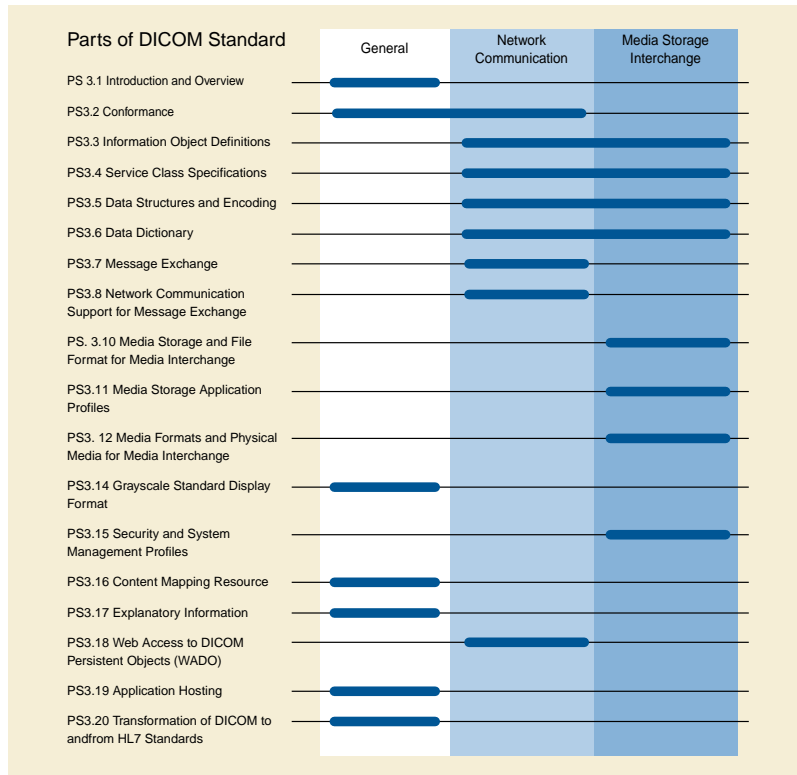 Parts of DICOM Standard
General
Network
Communication
Media Storage
Interchange
PS 3.1 Introduction and Overview
PS3.2 Conformance
PS3.3 Information Object Definitions
PS3.4 Service Class Specifications
PS3.5 Data Structures and Encoding
PS3.6 Data Dictionary
PS3.7 Message Exchange
PS3.8 Network Communication
Support for Message Exchange
PS. 3.10 Media Storage and File
Format for Media Interchange
PS3.11 Media Storage Application
Profiles
PS3. 12 Media Formats and Physical
Media for Media Interchange
PS3.14 Grayscale Standard Display
Format
PS3.15 Security and System
Management Profiles
PS3.16 Content Mapping Resource
PS3.17 Explanatory Information
PS3.18 Web Access to DICOM
Persistent Objects (WADO)
PS3.19 Application Hosting
PS3.20 Transformation of DICOM to
andfrom HL7 Standards